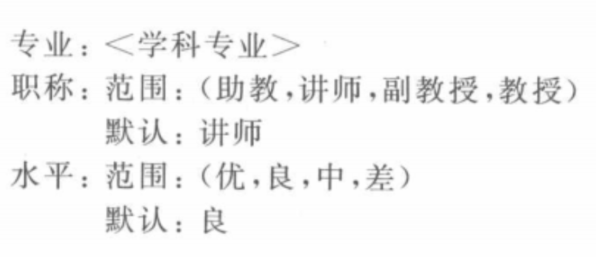 专业：＜学科专业＞
职称：范围：（助教，讲师，副教授，教授）
默认：讲师
水平：范围：（优，良，中，差）
默认：良